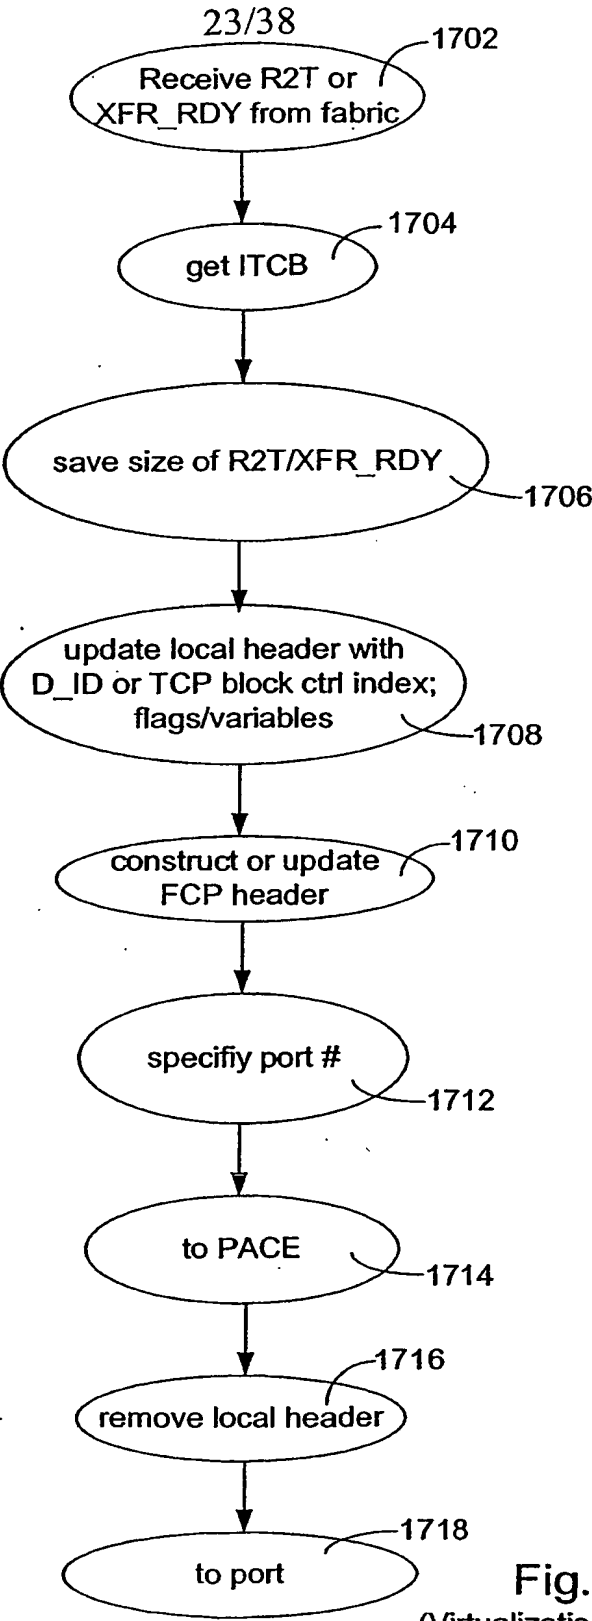 23/38
1702
Receive R2T or
XFR_RDY from fabric
1704
get ITCB
save size of R2T/XFR_RDY
1706
update local header with
D_ID or TCP block ctrl index;
flags/variables
1708
1710
construct or update
FCP header
specifiy port #
1712
to PACE
1714
1716
remove local header
1718
to port
Fig.